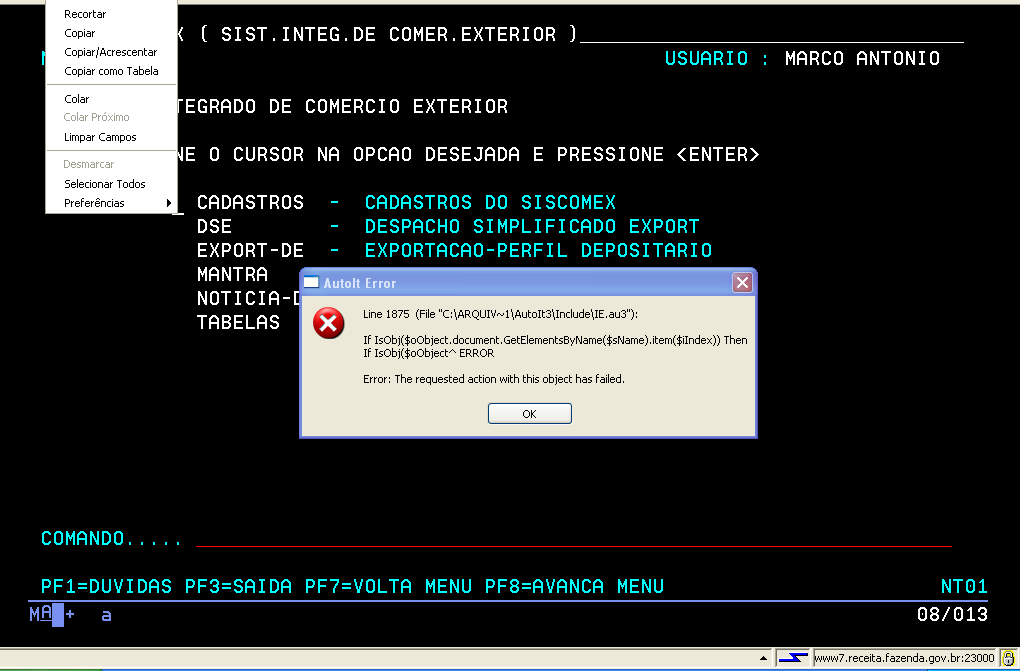 Recortar
Copiar
Copiar/Acrescentar
Copiar como Tabela
Colar
Colar Próximo
Limpar Campos
Desmarcar
Selecionar Todos
Preferências
( SIST.INTEG.DE COMER.EXTERIOR )
USUARIO : MARCO ANTONIO
TEGRADO DE COMERCIO EXTERIOR
NE O CURSOR NA OPCAO DESEJADA E PRESSIONE <ENTER>
CADASTROS - CADASTROS DO SISCOMEX
DSE - DESPACHO SIMPLIFICADO EXPORT
EXPORT-DE - EXPORTACAO-PERFIL DEPOSITARIO
MANTRA
NOTICIA-D
TABELAS
AutoIt Error
Line 1875 (File "C:\ARQUIV~1\AutoIt3\Include\IE.au3"):
If IsObj($oObject.document.GetElementsByName($sName).item($iIndex)) Then
If IsObj($oObject^ ERROR
Error: The requested action with this object has failed.
OK
COMANDO.....
PF1=DUVIDAS PF3=SAIDA PF7=VOLTA MENU PF8=AVANCA MENU NT01
MA + a 08/013
www7.receita.fazenda.gov.br:23000